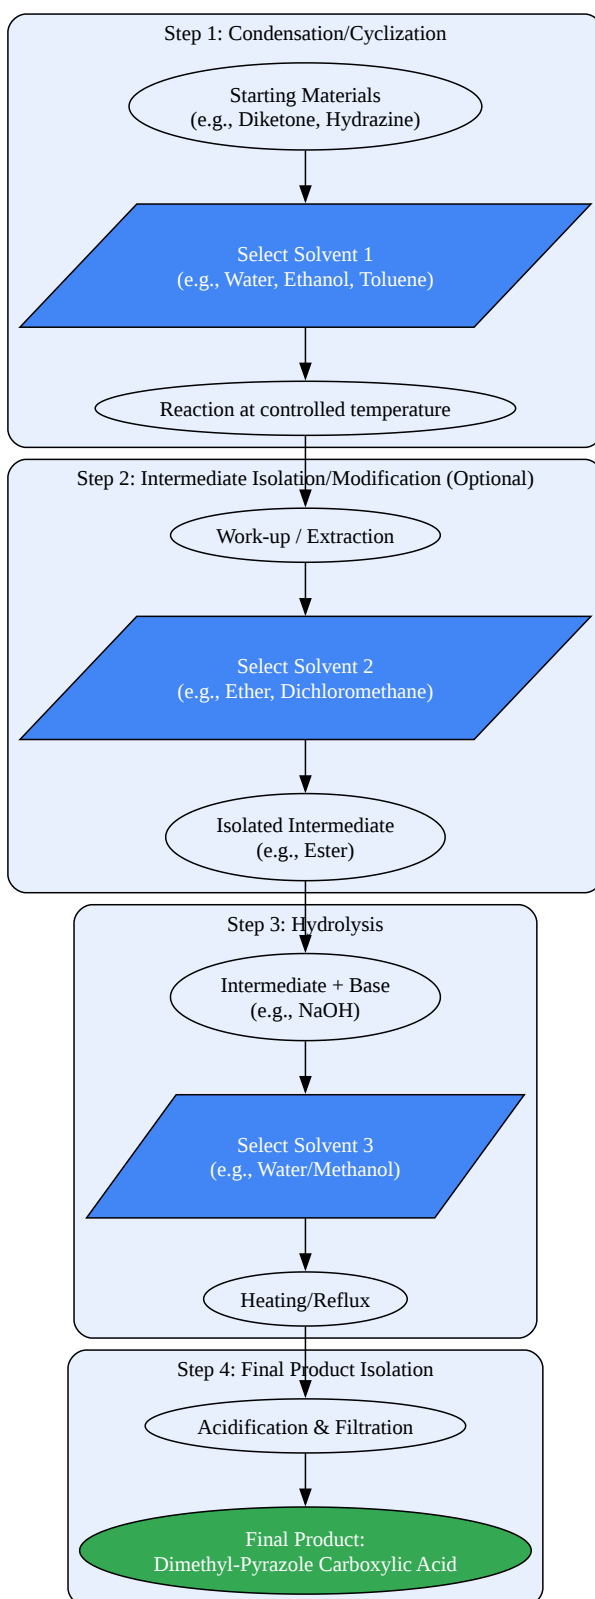 Step 1: Condensation/Cyclization
Starting Materials
(e.g., Diketone, Hydrazine)
Select Solvent 1
(e.g., Water, Ethanol, Toluene)
Reaction at controlled temperature
Step 2: Intermediate Isolation/Modification (Optional)
Work-up / Extraction
Select Solvent 2
(e.g., Ether, Dichloromethane)
Isolated Intermediate
(e.g., Ester)
Step 3: Hydrolysis
Intermediate + Base
(e.g., NaOH)
Select Solvent 3
(e.g., Water/Methanol)
Heating/Reflux
Step 4: Final Product Isolation
Acidification & Filtration
Final Product:
Dimethyl-Pyrazole Carboxylic Acid